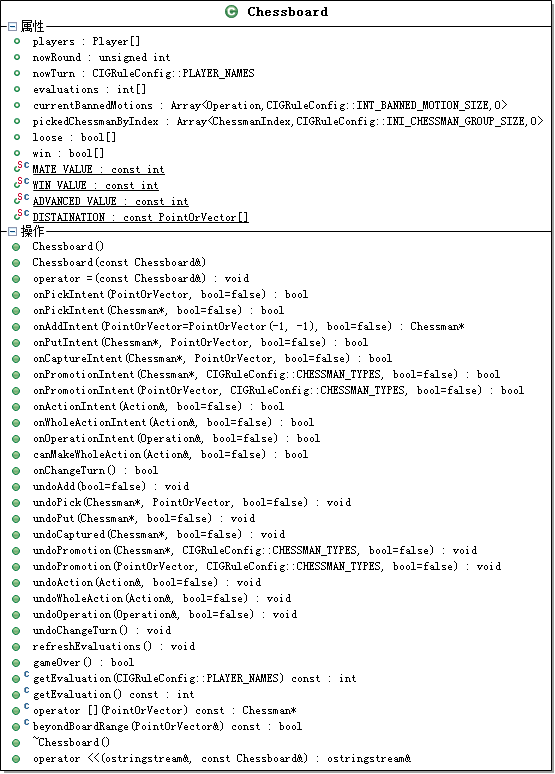 C Chessboard
属性
players : Player[]
nowRound : unsigned int
nowTurn : CIGRuleConfig::PLAYER_NAMES
evaluations : int[]
currentBannedMotions : Array<Operation,CIGRuleConfig::INT_BANNED_MOTION_SIZE,0>
pickedChessmanByIndex : Array<ChessmanIndex,CIGRuleConfig::INI_CHESSMAN_GROUP_SIZE,0>
loose : bool[]
win : bool[]
S C MATE_VALUE : const int
S C WIN_VALUE : const int
S C ADVANCED_VALUE : const int
S C DISTAINATION : const PointOrVector[]
操作
Chessboard()
Chessboard(const Chessboard&)
operator =(const Chessboard&) : void
onPickIntent(PointOrVector, bool=false) : bool
onPickIntent(Chessman*, bool=false) : bool
onAddIntent(PointOrVector=PointOrVector(-1, -1), bool=false) : Chessman*
onPutIntent(Chessman*, PointOrVector, bool=false) : bool
onCaptureIntent(Chessman*, PointOrVector, bool=false) : bool
onPromotionIntent(Chessman*, CIGRuleConfig::CHESSMAN_TYPES, bool=false) : bool
onPromotionIntent(PointOrVector, CIGRuleConfig::CHESSMAN_TYPES, bool=false) : bool
onActionIntent(Action&, bool=false) : bool
onWholeActionIntent(Action&, bool=false) : bool
onOperationIntent(Operation&, bool=false) : bool
canMakeWholeAction(Action&, bool=false) : bool
onChangeTurn() : bool
undoAdd(bool=false) : void
undoPick(Chessman*, PointOrVector, bool=false) : void
undoPut(Chessman*, bool=false) : void
undoCaptured(Chessman*, bool=false) : void
undoPromotion(Chessman*, CIGRuleConfig::CHESSMAN_TYPES, bool=false) : void
undoPromotion(PointOrVector, CIGRuleConfig::CHESSMAN_TYPES, bool=false) : void
undoAction(Action&, bool=false) : void
undoWholeAction(Action&, bool=false) : void
undoOperation(Operation&, bool=false) : void
undoChangeTurn() : void
refreshEvaluations() : void
gameOver() : bool
C getEvaluation(CIGRuleConfig::PLAYER_NAMES) const : int
C getEvaluation() const : int
C operator [](PointOrVector) const : Chessman*
C beyondBoardRange(PointOrVector&) const : bool
~Chessboard()
operator <<(ostringstream&, const Chessboard&) : ostringstream&